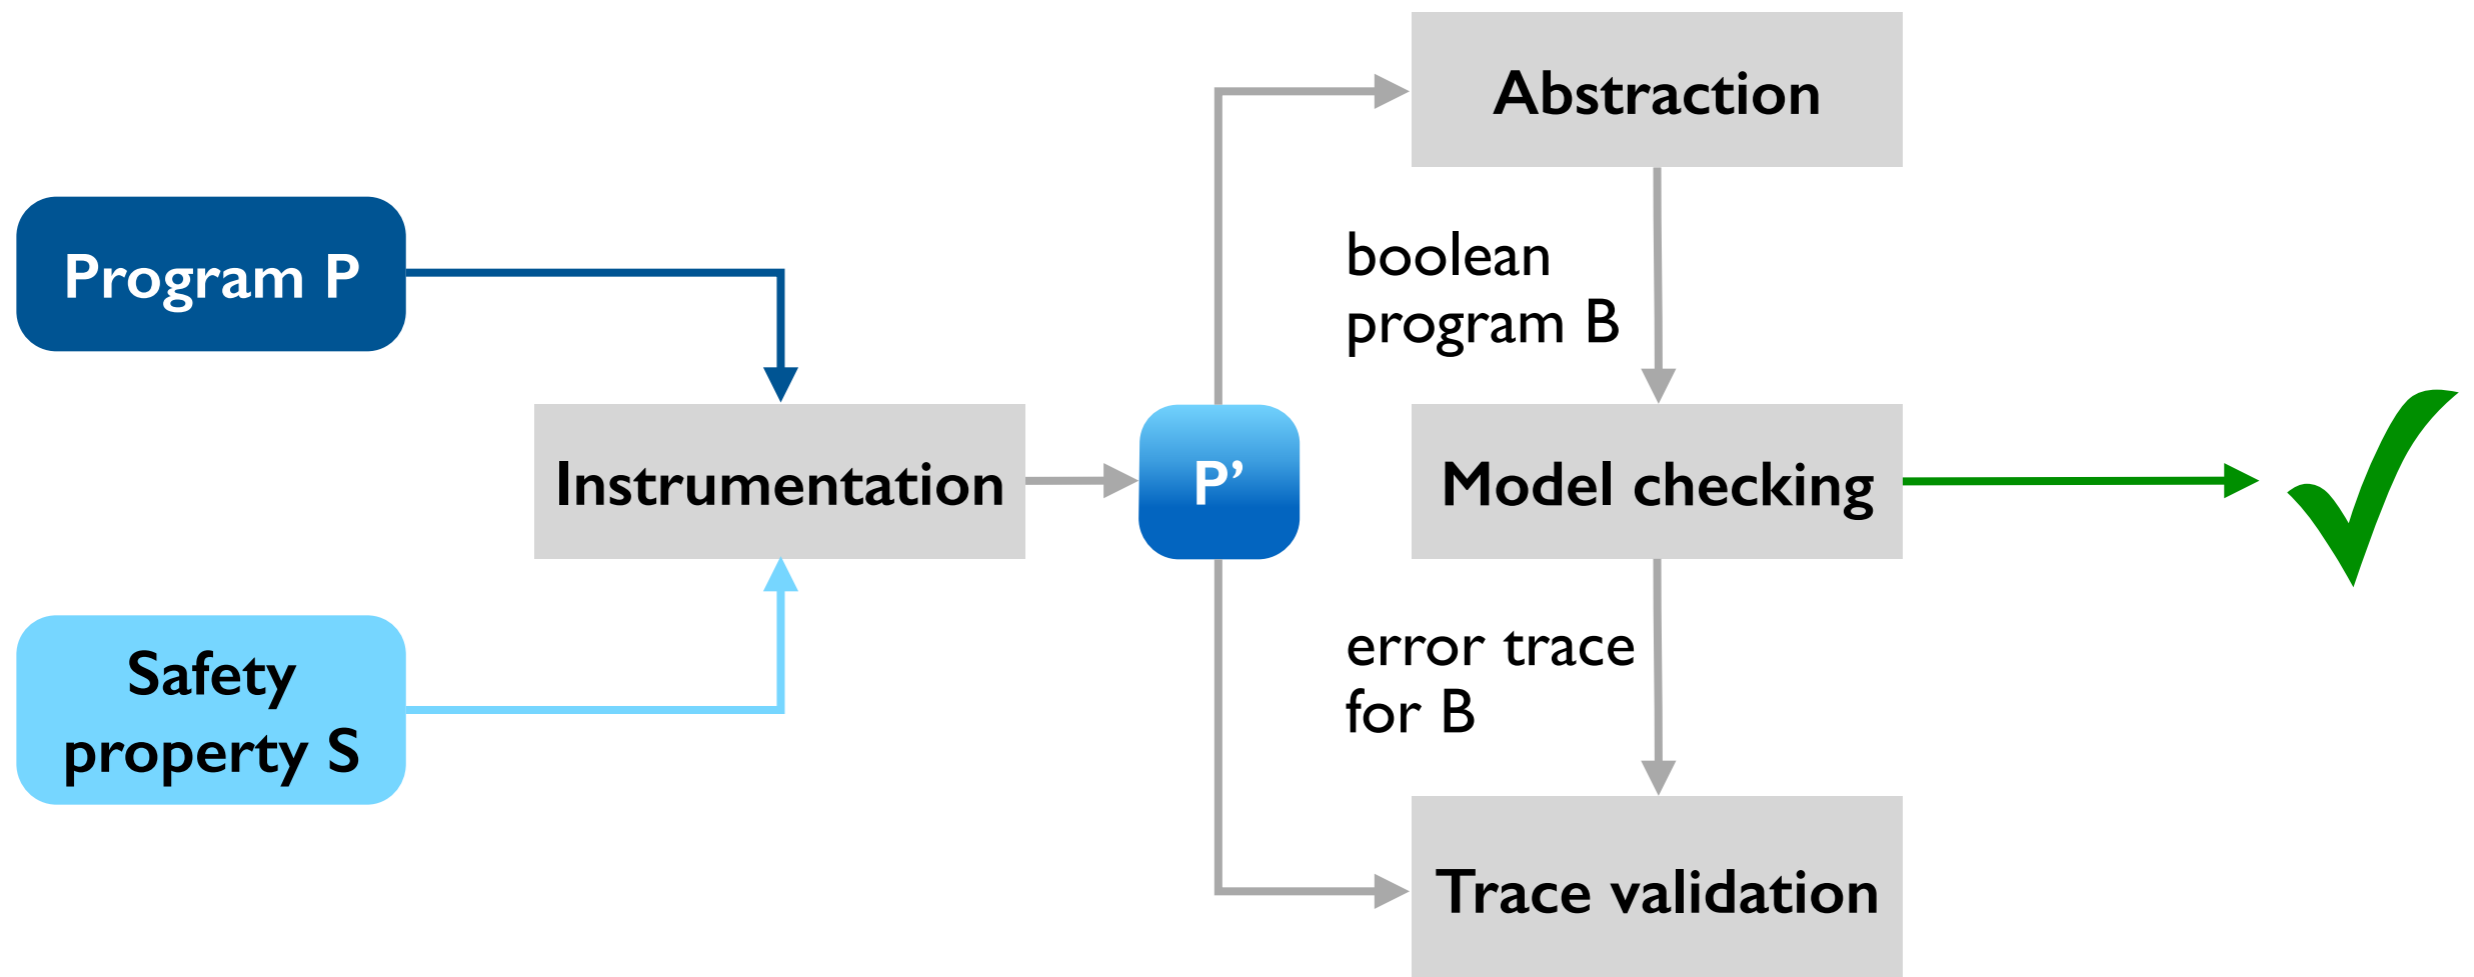 Abstraction
Program P
boolean
program B
Instrumentation
P’
Model checking
Safety
property S
error trace
for B
Trace validation